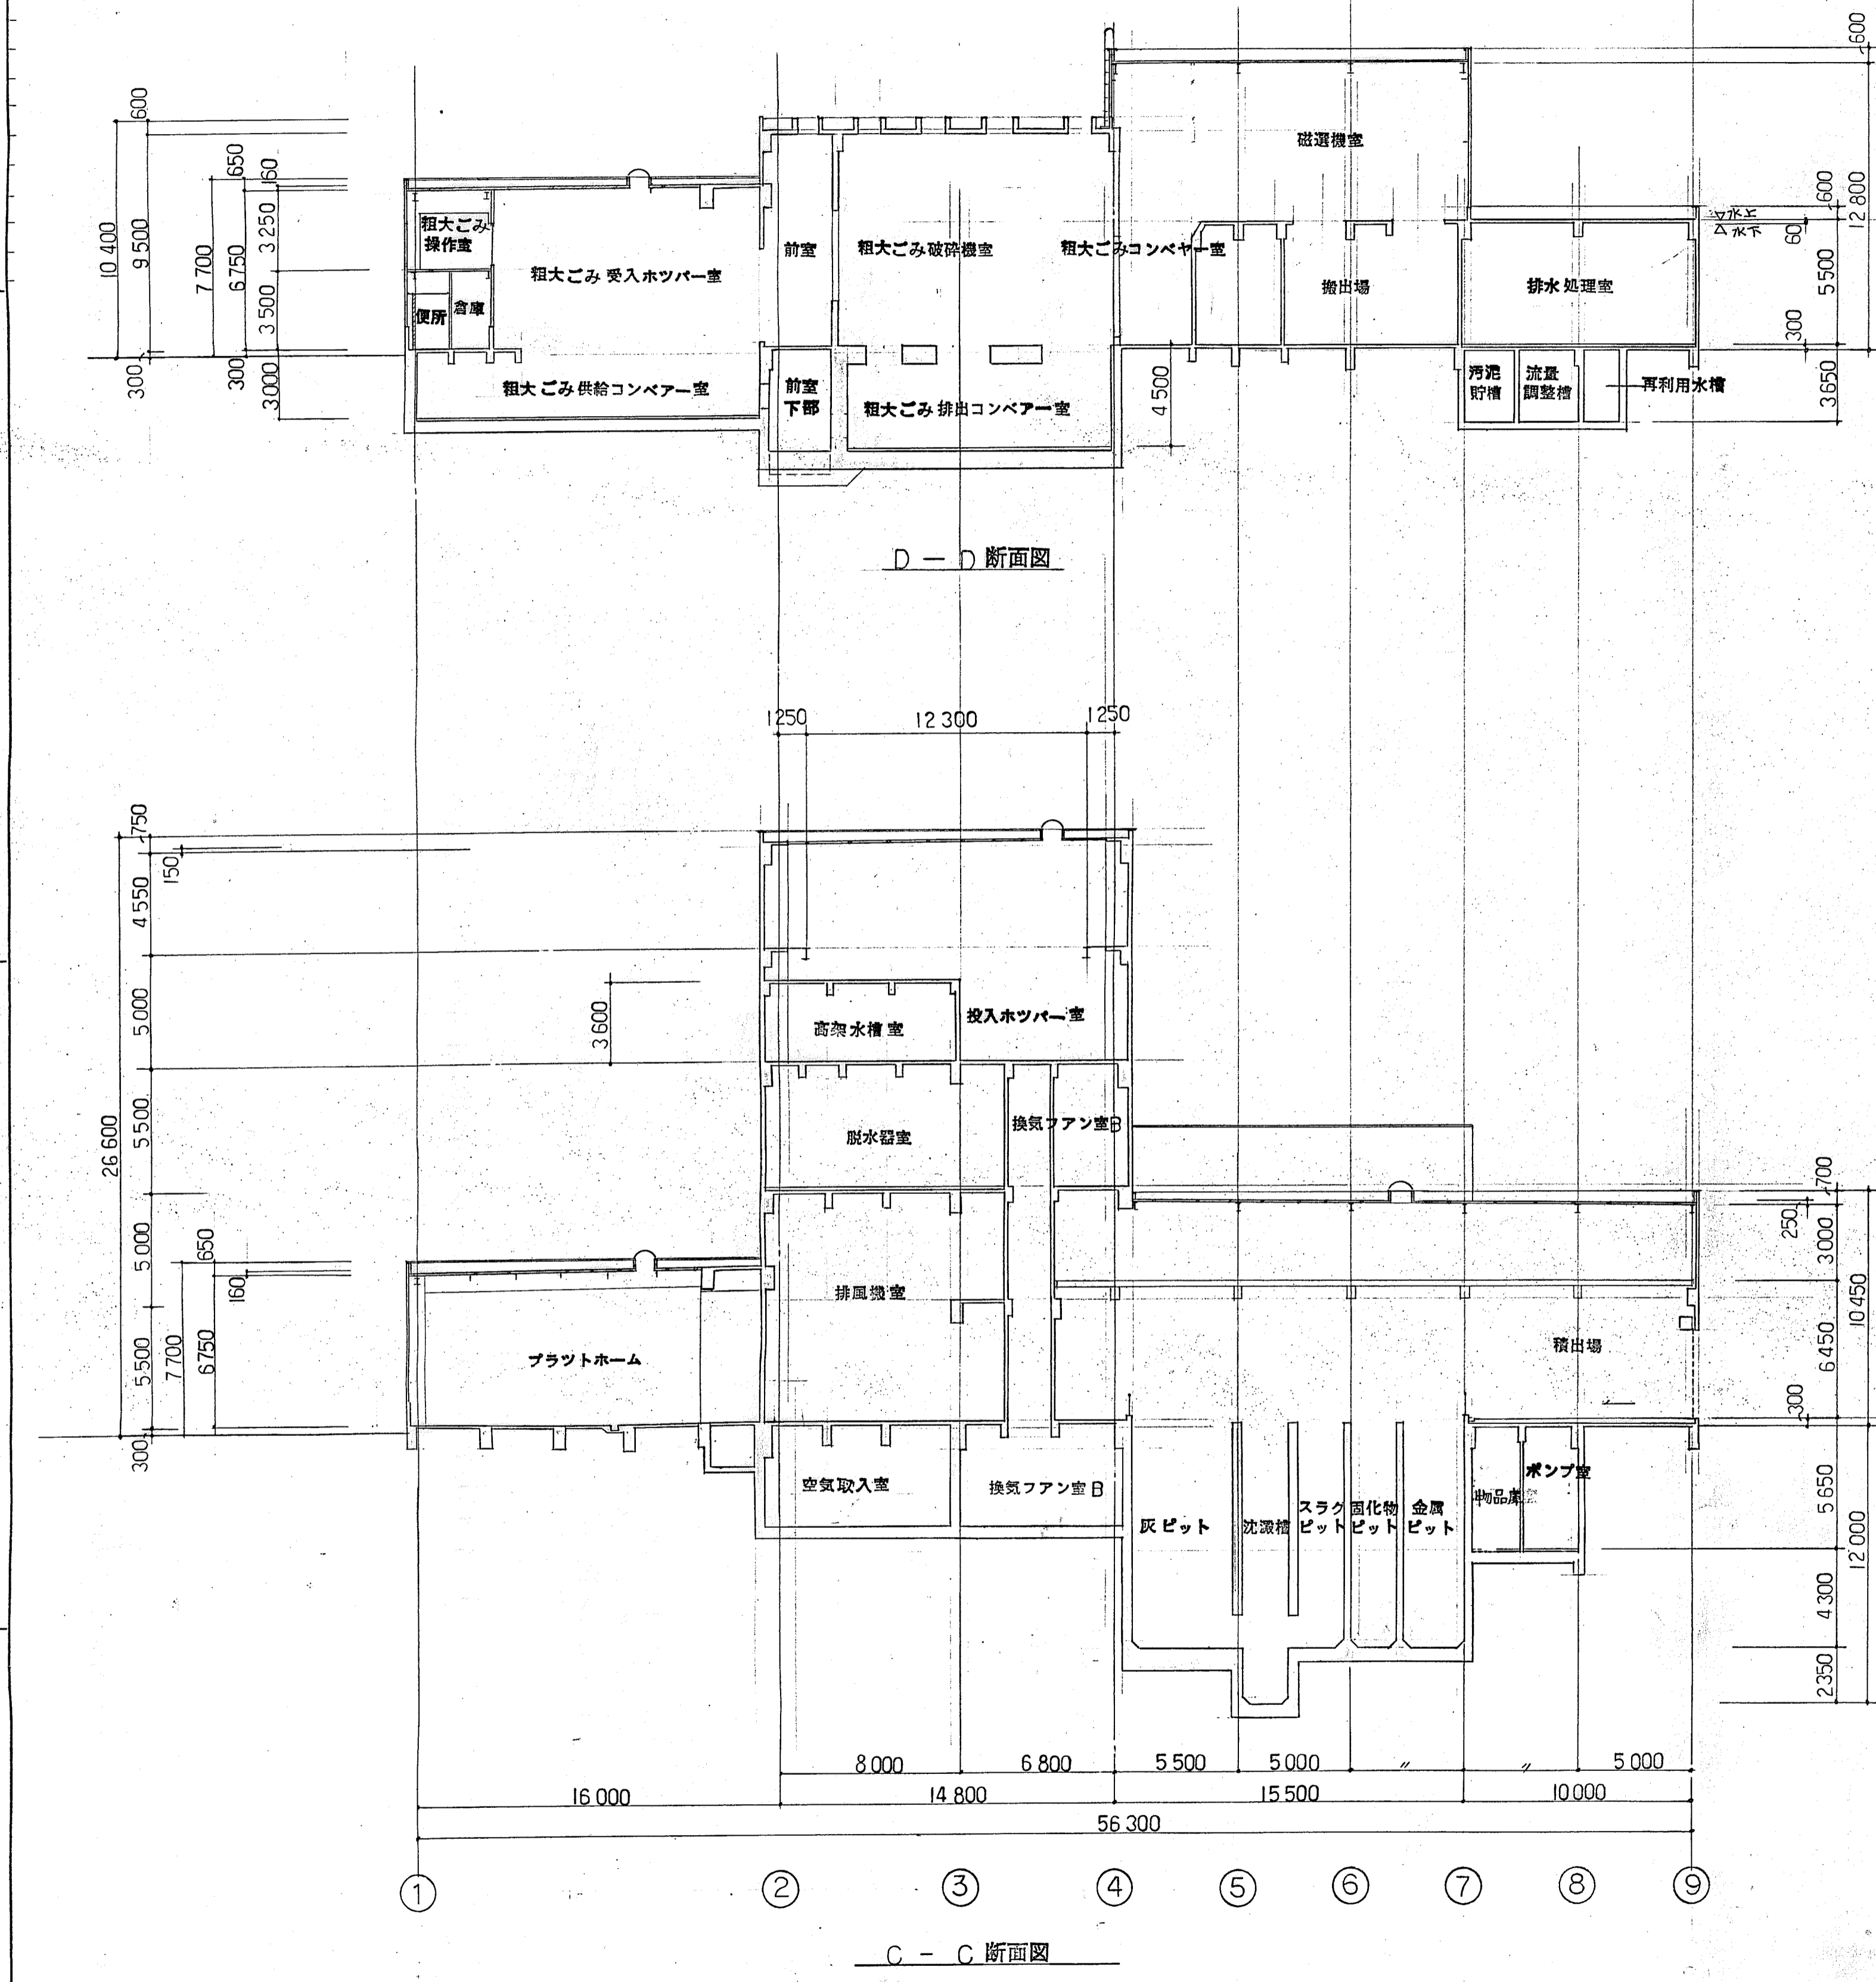 600
12 800
600
10 400
9 500
300
650
160
7 700
6 750
300
3 250
3 500
3 000
粗大ごみ
操作室
便所
倉庫
粗大ごみ 受入ホツパー室
粗大ごみ 供給コンベアー室
前室
前室
下部
粗大ごみ破砕機室
粗大ごみ 排出コンベアー室
粗大ごみコンベヤー室
4 500
磁選機室
搬出場
排水処理室
汚泥
貯槽
流量
調整槽
再利用水槽
600
▽水上
△水下
60
5 500
300
3 650
D — D 断面図
1250
12 300
1250
750
150
4 550
5 000
5 500
5 000
5 500
300
26 600
650
160
7 700
6 750
3 600
高架水槽室
投入ホツパー室
脱水器室
換気フアン室B
排風機室
プラツトホーム
積出場
空気取入室
換気フアン室B
灰ピット
沈澱槽
スラグ
ピット
固化物
ピット
金属
ピット
物品庫
ポンプ室
700
250
3 000
10 450
6 450
300
5 650
12 000
4 300
2 350
8 000
6 800
5 500
5 000
〃
〃
5 000
16 000
14 800
15 500
10 000
56 300
① ② ③ ④ ⑤ ⑥ ⑦ ⑧ ⑨
C - C 断面図